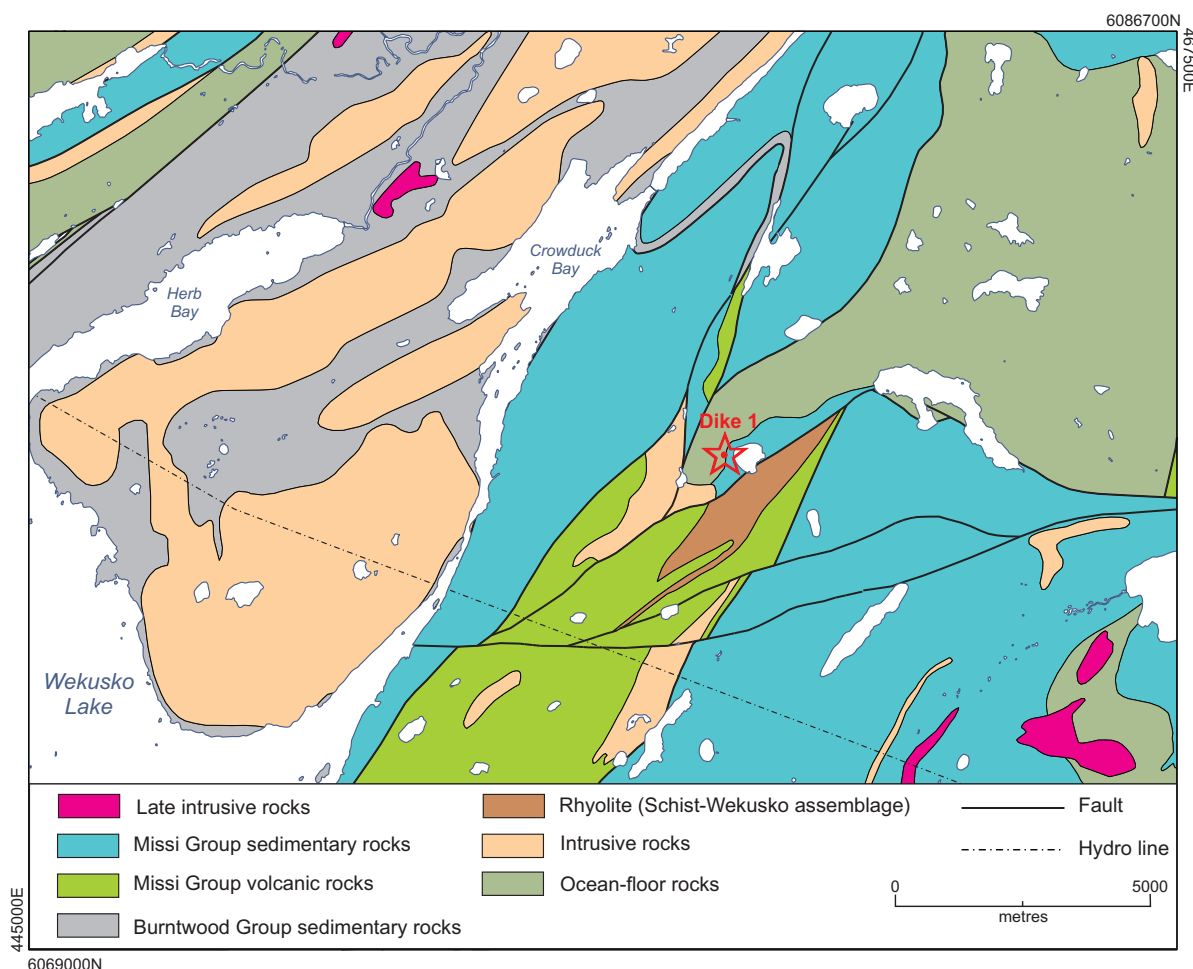 6086700N
467500E
Crowduck
Bay
Herb
Bay
Dike 1
Wekusko
Lake
Late intrusive rocks
Missi Group sedimentary rocks
Missi Group volcanic rocks
Burntwood Group sedimentary rocks
Rhyolite (Schist-Wekusko assemblage)
Intrusive rocks
Ocean-floor rocks
Fault
Hydro line
0 5000
metres
445000E
6069000N